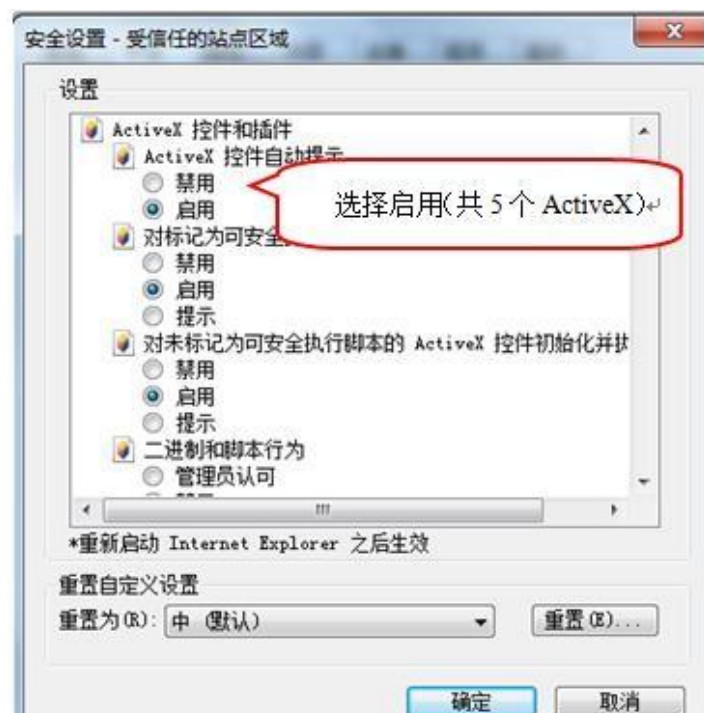 安全设置 - 受信任的站点区域
设置
ActiveX 控件和插件
ActiveX 控件自动提示
禁用
启用
选择启用(共 5 个 ActiveX)↵
对标记为可安全
禁用
启用
提示
对未标记为可安全执行脚本的 ActiveX 控件初始化并执
禁用
启用
提示
二进制和脚本行为
管理员认可
*重新启动 Internet Explorer 之后生效
重置自定义设置
重置为(R): 中 (默认) 重置(E)...
确定 取消